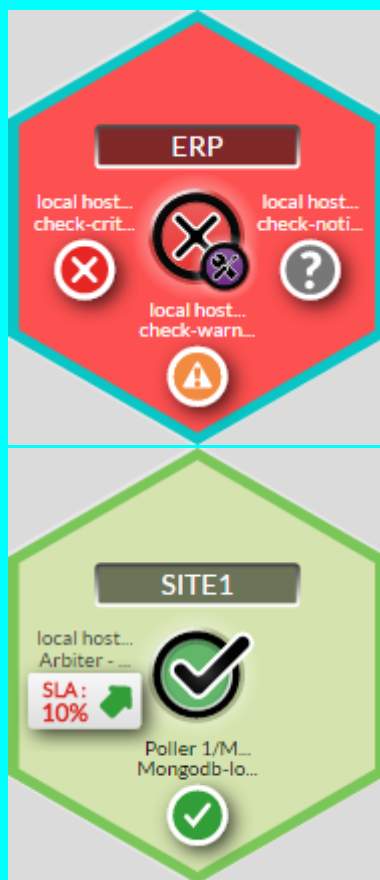 ERP
local host...
check-crit...
local host...
check-noti...
local host...
check-warn...
SITE1
local host...
Arbiter - ...
SLA :
10%
Poller 1/M...
Mongodb-lo...